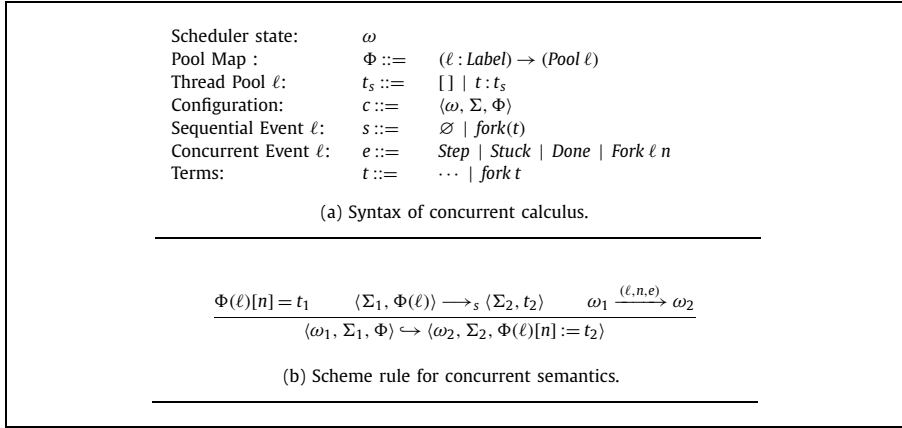 Scheduler state: ω
Pool Map : Φ ::= (ℓ : Label) → (Pool ℓ)
Thread Pool ℓ: tₛ ::= [ ] | t : tₛ
Configuration: c ::= ⟨ω, Σ, Φ⟩
Sequential Event ℓ: s ::= ∅ | fork(t)
Concurrent Event ℓ: e ::= Step | Stuck | Done | Fork ℓ n
Terms: t ::= ··· | fork t
(a) Syntax of concurrent calculus.
Φ(ℓ)[n] = t₁ ⟨Σ₁, Φ(ℓ)⟩ ⟶ₛ ⟨Σ₂, t₂⟩ ω₁ —(ℓ,n,e)→ ω₂
⟨ω₁, Σ₁, Φ⟩ ↪ ⟨ω₂, Σ₂, Φ(ℓ)[n] := t₂⟩
(b) Scheme rule for concurrent semantics.